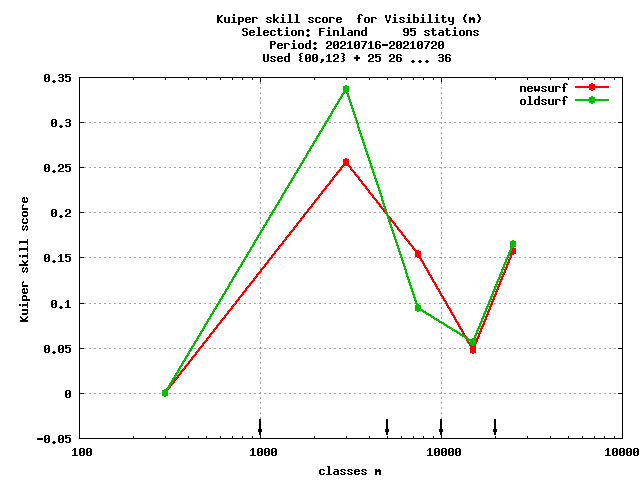 Kuiper skill score  for Visibility (m)
Selection: Finland     95 stations
Period: 20210716-20210720
Used {00,12} + 25 26 ... 36
newsurf
oldsurf
Kuiper skill score
0.35
0.3
0.25
0.2
0.15
0.1
0.05
0
-0.05
100 1000 10000 10000
classes m